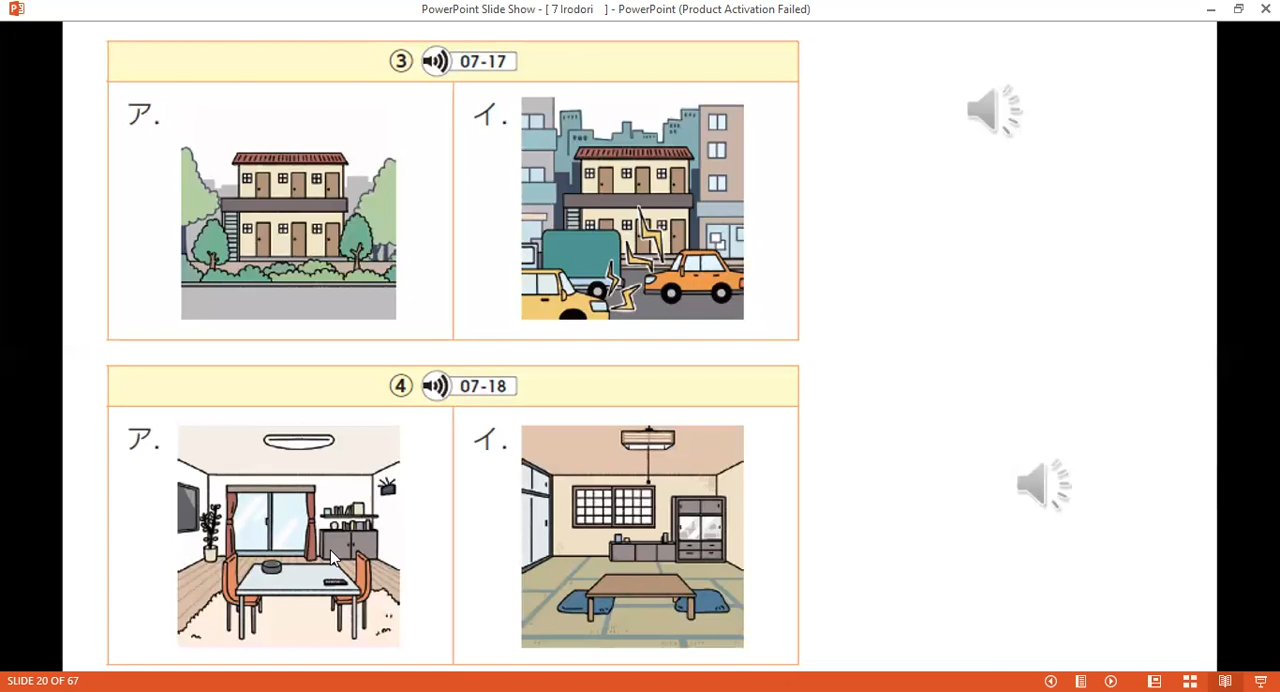 PowerPoint Slide Show - [ 7 Irodori ] - PowerPoint (Product Activation Failed)
③ 07-17
ア. イ.
④ 07-18
ア. イ.
SLIDE 20 OF 67